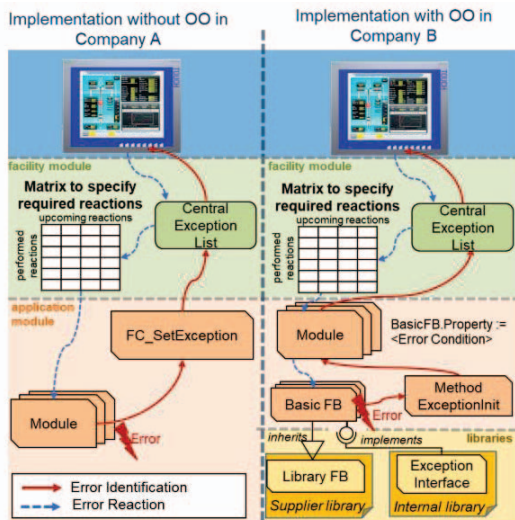 Implementation without OO in
Company A
Implementation with OO in
Company B
facility module
Matrix to specify
required reactions
upcoming reactions
performed
reactions
Central
Exception
List
facility module
Matrix to specify
required reactions
upcoming reactions
performed
reactions
Central
Exception
List
application
module
FC_SetException
Module
Error
Module
BasicFB.Property :=
<Error Condition>
Basic FB
Error
Method
ExceptionInit
inherits
implements
libraries
Library FB
Supplier library
Exception
Interface
Internal library
Error Identification
Error Reaction